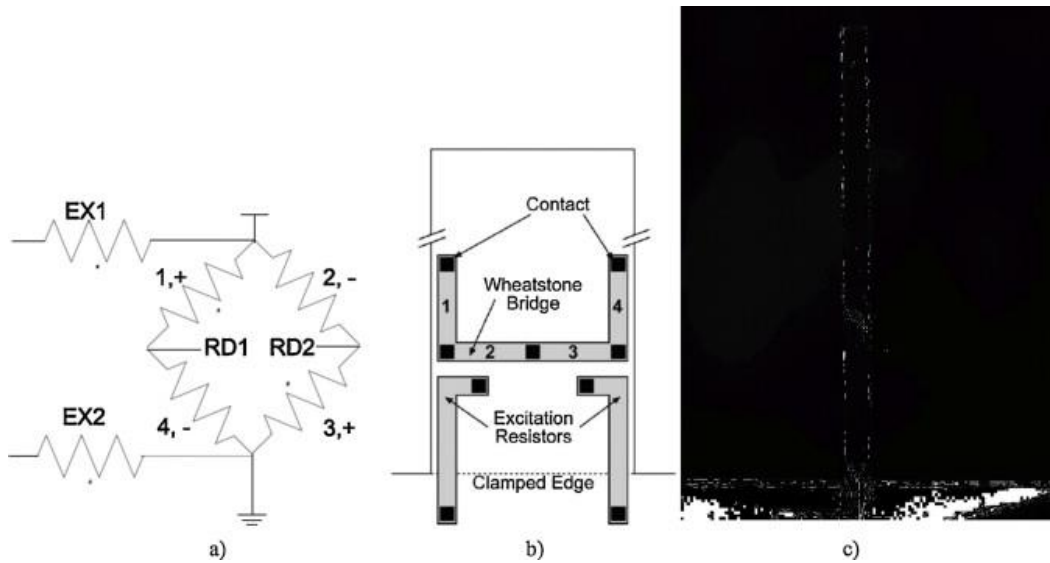 EX1
1,+
2,-
RD1
RD2
EX2
4,-
3,+
a)
Contact
Wheatstone
Bridge
1
4
2
3
Excitation
Resistors
Clamped Edge
b)
c)